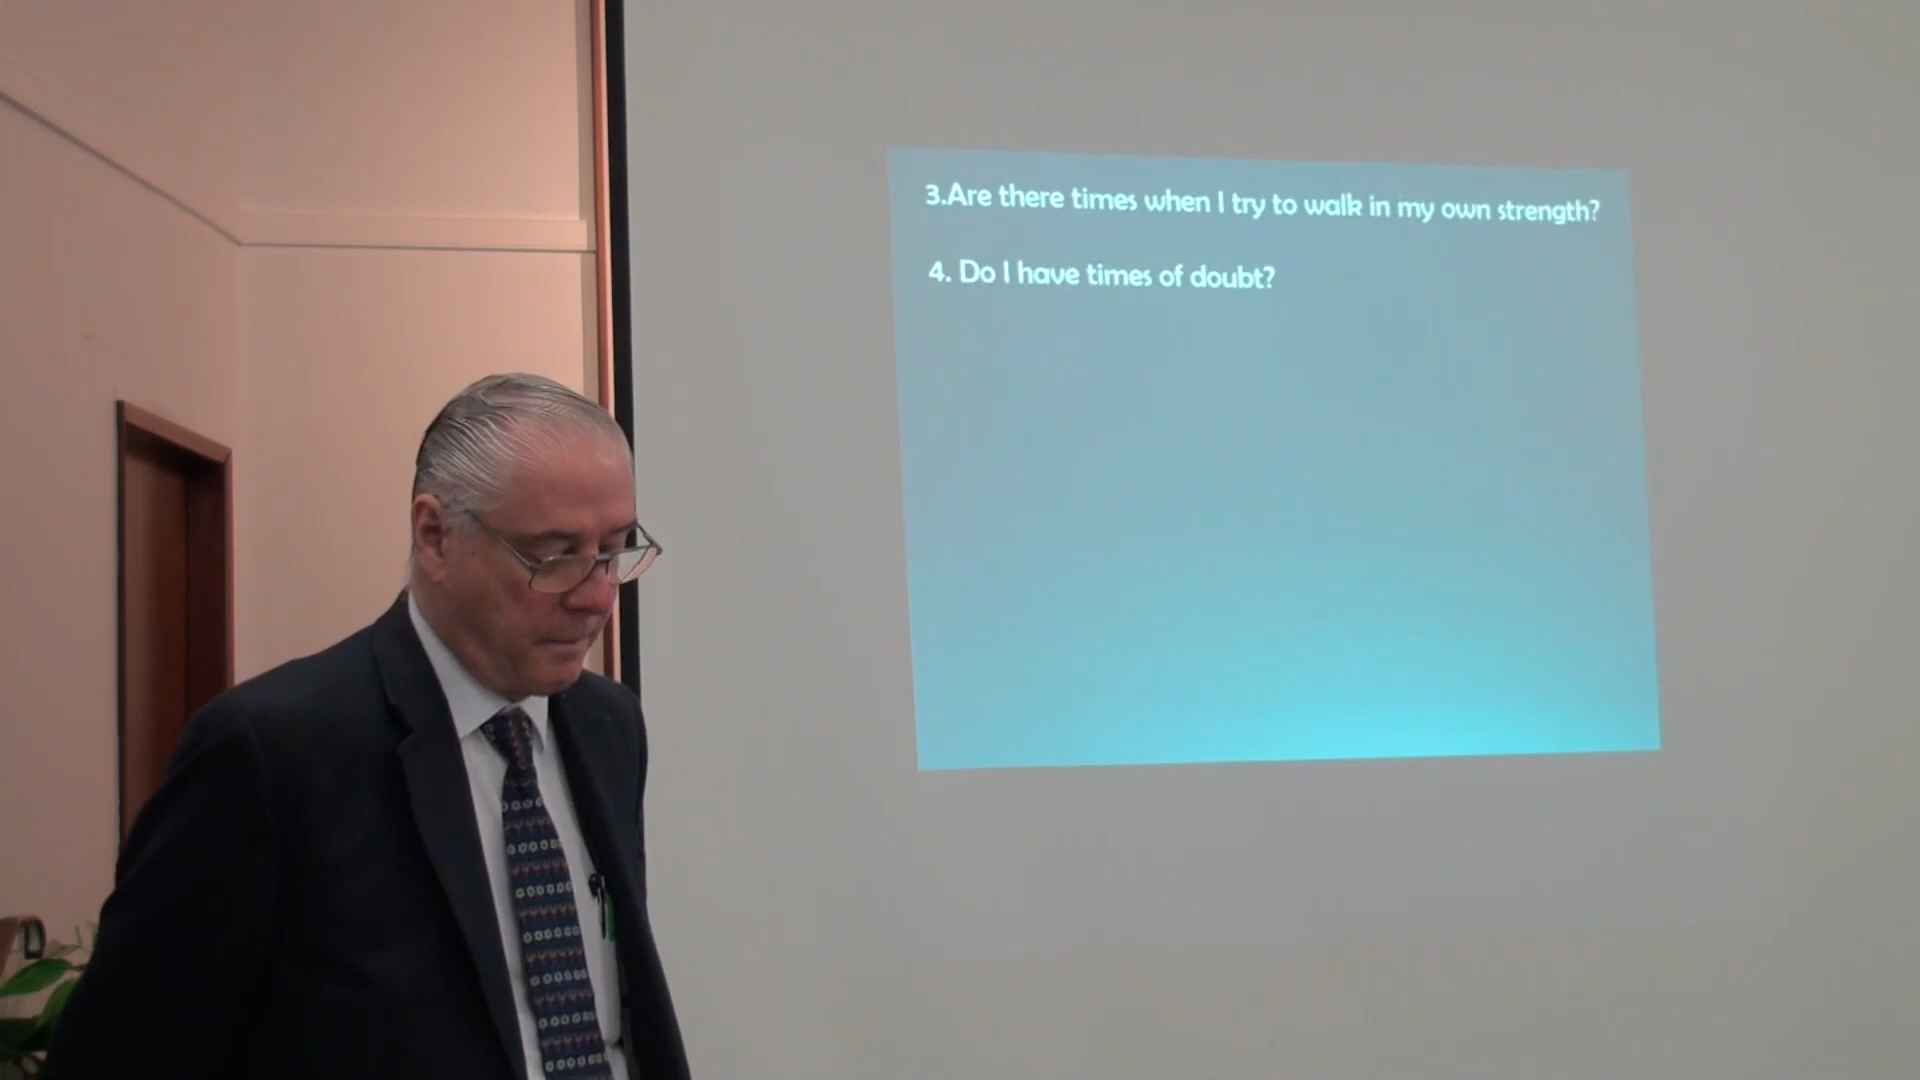 3.Are there times when I try to walk in my own strength?
4. Do I have times of doubt?